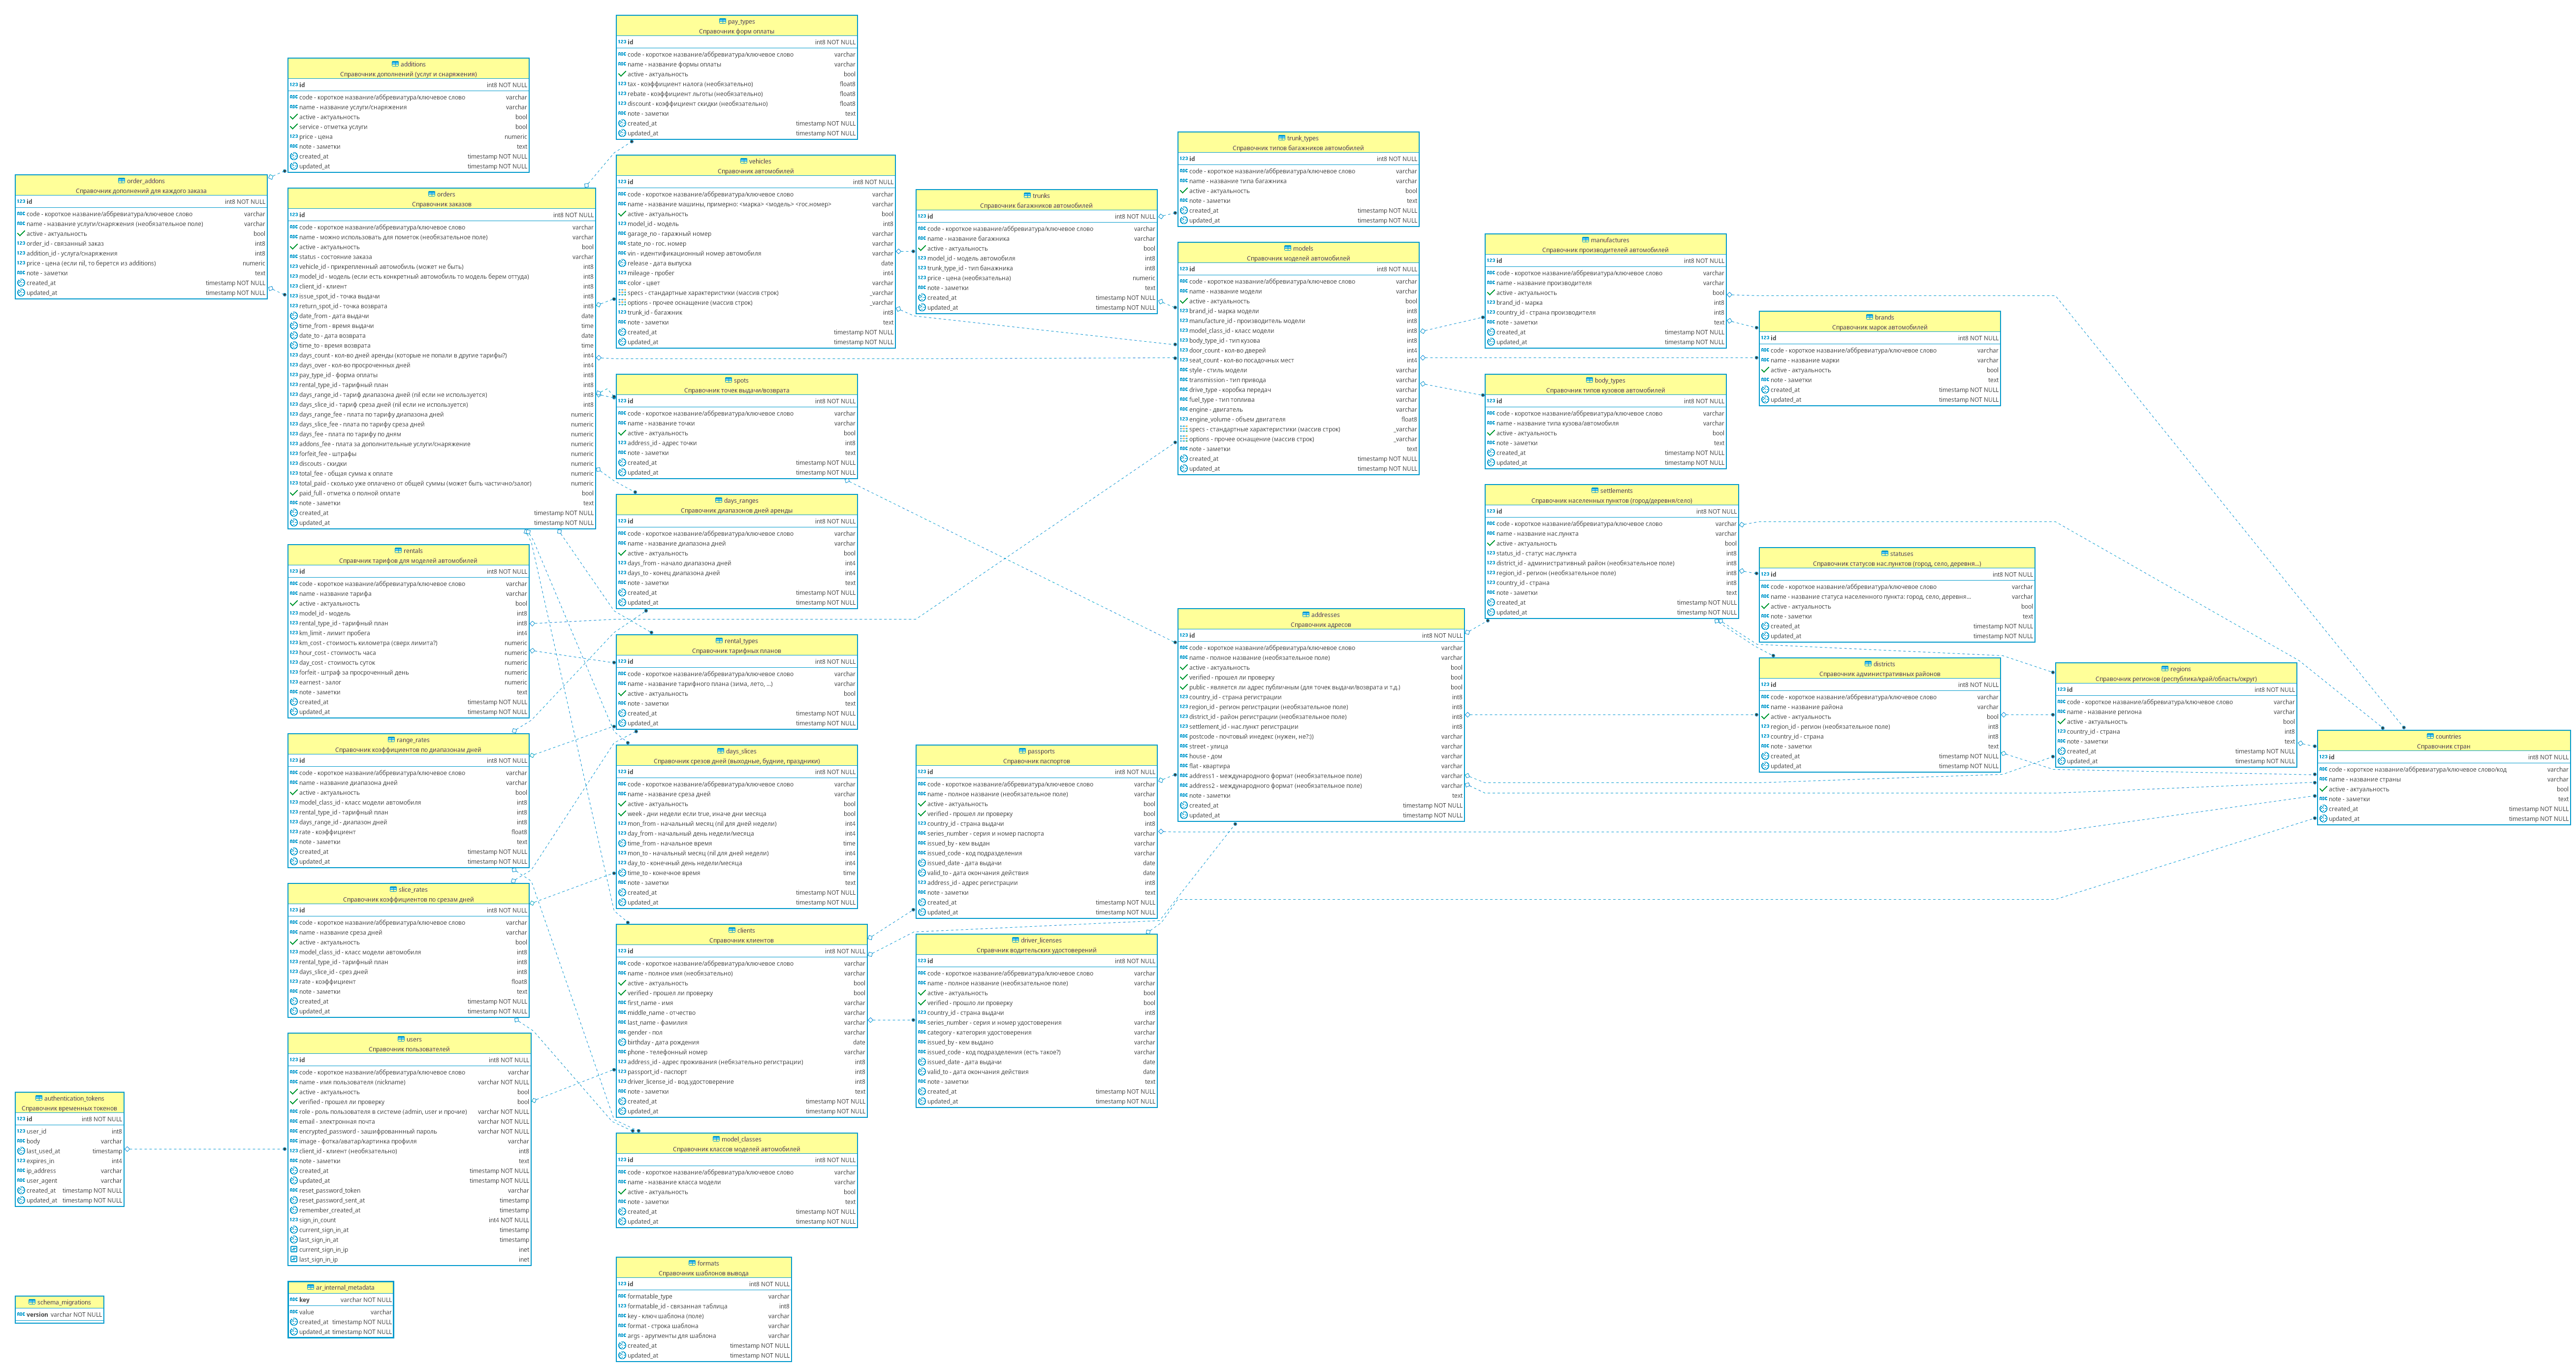 pay_types
Справочник форм оплаты
id int8 NOT NULL
code - короткое название/аббревиатура/ключевое слово varchar
name - название формы оплаты varchar
active - актуальность bool
tax - коэффициент налога (необязательно) float8
rebate - коэффициент льготы (необязательно) float8
discount - коэффициент скидки (необязательно) float8
note - заметки text
created_at timestamp NOT NULL
updated_at timestamp NOT NULL
additions
Справочник дополнений (услуг и снаряжения)
id int8 NOT NULL
code - короткое название/аббревиатура/ключевое слово varchar
name - название услуги/снаряжения varchar
active - актуальность bool
service - отметка услуги bool
price - цена numeric
note - заметки text
created_at timestamp NOT NULL
updated_at timestamp NOT NULL
order_addons
Справочник дополнений для каждого заказа
id int8 NOT NULL
code - короткое название/аббревиатура/ключевое слово varchar
name - название услуги/снаряжения (необязательное поле) varchar
active - актуальность bool
order_id - связанный заказ int8
addition_id - услуга/снаряжения int8
price - цена (если nil, то берется из additions) numeric
note - заметки text
created_at timestamp NOT NULL
updated_at timestamp NOT NULL
orders
Справочник заказов
id int8 NOT NULL
code - короткое название/аббревиатура/ключевое слово varchar
name - можно использовать для пометок (необязательное поле) varchar
active - актуальность bool
status - состояние заказа varchar
vehicle_id - прикрепленный автомобиль (может не быть) int8
model_id - модель (если есть конкретный автомобиль то модель берем оттуда) int8
client_id - клиент int8
issue_spot_id - точка выдачи int8
return_spot_id - точка возврата int8
date_from - дата выдачи date
time_from - время выдачи time
date_to - дата возврата date
time_to - время возврата time
days_count - кол-во дней аренды (которые не попали в другие тарифы?) int4
days_over - кол-во просроченных дней int4
pay_type_id - форма оплаты int8
rental_type_id - тарифный план int8
days_range_id - тариф диапазона дней (nil если не используется) int8
days_slice_id - тариф среза дней (nil если не используется) int8
days_range_fee - плата по тарифу диапазона дней numeric
days_slice_fee - плата по тарифу среза дней numeric
days_fee - плата по тарифу по дням numeric
addons_fee - плата за дополнительные услуги/снаряжение numeric
forfeit_fee - штрафы numeric
discouts - скидки numeric
total_fee - общая сумма к оплате numeric
total_paid - сколько уже оплачено от общей суммы (может быть частично/залог) numeric
paid_full - отметка о полной оплате bool
note - заметки text
created_at timestamp NOT NULL
updated_at timestamp NOT NULL
vehicles
Справочник автомобилей
id int8 NOT NULL
code - короткое название/аббревиатура/ключевое слово varchar
name - название машины, примерно: <марка> <модель> <гос.номер> varchar
active - актуальность bool
model_id - модель int8
garage_no - гаражный номер varchar
state_no - гос. номер varchar
vin - идентификационный номер автомобиля varchar
release - дата выпуска date
mileage - пробег int4
color - цвет varchar
specs - стандартные характеристики (массив строк) _varchar
options - прочее оснащение (массив строк) _varchar
trunk_id - багажник int8
note - заметки text
created_at timestamp NOT NULL
updated_at timestamp NOT NULL
trunks
Справочник багажников автомобилей
id int8 NOT NULL
code - короткое название/аббревиатура/ключевое слово varchar
name - название багажника varchar
active - актуальность bool
model_id - модель автомобиля int8
trunk_type_id - тип банажника int8
price - цена (необязательна) numeric
note - заметки text
created_at timestamp NOT NULL
updated_at timestamp NOT NULL
trunk_types
Справочник типов багажников автомобилей
id int8 NOT NULL
code - короткое название/аббревиатура/ключевое слово varchar
name - название типа багажника varchar
active - актуальность bool
note - заметки text
created_at timestamp NOT NULL
updated_at timestamp NOT NULL
models
Справочник моделей автомобилей
id int8 NOT NULL
code - короткое название/аббревиатура/ключевое слово varchar
name - название модели varchar
active - актуальность bool
brand_id - марка модели int8
manufacture_id - производитель модели int8
model_class_id - класс модели int8
body_type_id - тип кузова int8
door_count - кол-во дверей int4
seat_count - кол-во посадочных мест int4
style - стиль модели varchar
transmission - тип привода varchar
drive_type - коробка передач varchar
fuel_type - тип топлива varchar
engine - двигатель varchar
engine_volume - объем двигателя float8
specs - стандартные характеристики (массив строк) _varchar
options - прочее оснащение (массив строк) _varchar
note - заметки text
created_at timestamp NOT NULL
updated_at timestamp NOT NULL
manufactures
Справочник производителей автомобилей
id int8 NOT NULL
code - короткое название/аббревиатура/ключевое слово varchar
name - название производителя varchar
active - актуальность bool
brand_id - марка int8
country_id - страна производителя int8
note - заметки text
created_at timestamp NOT NULL
updated_at timestamp NOT NULL
brands
Справочник марок автомобилей
id int8 NOT NULL
code - короткое название/аббревиатура/ключевое слово varchar
name - название марки varchar
active - актуальность bool
note - заметки text
created_at timestamp NOT NULL
updated_at timestamp NOT NULL
body_types
Справочник типов кузовов автомобилей
id int8 NOT NULL
code - короткое название/аббревиатура/ключевое слово varchar
name - название типа кузова/автомобиля varchar
active - актуальность bool
note - заметки text
created_at timestamp NOT NULL
updated_at timestamp NOT NULL
spots
Справочник точек выдачи/возврата
id int8 NOT NULL
code - короткое название/аббревиатура/ключевое слово varchar
name - название точки varchar
active - актуальность bool
address_id - адрес точки int8
note - заметки text
created_at timestamp NOT NULL
updated_at timestamp NOT NULL
days_ranges
Справочник диапазонов дней аренды
id int8 NOT NULL
code - короткое название/аббревиатура/ключевое слово varchar
name - название диапазона дней varchar
active - актуальность bool
days_from - начало диапазона дней int4
days_to - конец диапазона дней int4
note - заметки text
created_at timestamp NOT NULL
updated_at timestamp NOT NULL
rentals
Справочник тарифов для моделей автомобилей
id int8 NOT NULL
code - короткое название/аббревиатура/ключевое слово varchar
name - название тарифа varchar
active - актуальность bool
model_id - модель int8
rental_type_id - тарифный план int8
km_limit - лимит пробега int4
km_cost - стоимость километра (сверх лимита?) numeric
hour_cost - стоимость часа numeric
day_cost - стоимость суток numeric
forfeit - штраф за просроченный день numeric
earnest - залог numeric
note - заметки text
created_at timestamp NOT NULL
updated_at timestamp NOT NULL
rental_types
Справочник тарифных планов
id int8 NOT NULL
code - короткое название/аббревиатура/ключевое слово varchar
name - название тарифного плана (зима, лето, ...) varchar
active - актуальность bool
note - заметки text
created_at timestamp NOT NULL
updated_at timestamp NOT NULL
settlements
Справочник населенных пунктов (город/деревня/село)
id int8 NOT NULL
code - короткое название/аббревиатура/ключевое слово varchar
name - название нас.пункта varchar
active - актуальность bool
status_id - статус нас.пункта int8
district_id - административный район (необязательное поле) int8
region_id - регион (необязательное поле) int8
country_id - страна int8
note - заметки text
created_at timestamp NOT NULL
updated_at timestamp NOT NULL
statuses
Справочник статусов нас.пунктов (город, село, деревня...)
id int8 NOT NULL
code - короткое название/аббревиатура/ключевое слово varchar
name - название статуса населенного пункта: город, село, деревня... varchar
active - актуальность bool
note - заметки text
created_at timestamp NOT NULL
updated_at timestamp NOT NULL
addresses
Справочник адресов
id int8 NOT NULL
code - короткое название/аббревиатура/ключевое слово varchar
name - полное название (необязательное поле) varchar
active - актуальность bool
verified - прошел ли проверку bool
public - является ли адрес публичным (для точек выдачи/возврата и т.д.) bool
country_id - страна регистрации int8
region_id - регион регистрации (необязательное поле) int8
district_id - район регистрации (необязательное поле) int8
settlement_id - нас.пункт регистрации int8
postcode - почтовый инедекс (нужен, не?:)) varchar
street - улица varchar
house - дом varchar
flat - квартира varchar
address1 - международного формат (необязательное поле) varchar
address2 - международного формат (необязательное поле) varchar
note - заметки text
created_at timestamp NOT NULL
updated_at timestamp NOT NULL
districts
Справочник административных районов
id int8 NOT NULL
code - короткое название/аббревиатура/ключевое слово varchar
name - название района varchar
active - актуальность bool
region_id - регион (необязательное поле) int8
country_id - страна int8
note - заметки text
created_at timestamp NOT NULL
updated_at timestamp NOT NULL
regions
Справочник регионов (республика/край/область/округ)
id int8 NOT NULL
code - короткое название/аббревиатура/ключевое слово varchar
name - название региона varchar
active - актуальность bool
country_id - страна int8
note - заметки text
created_at timestamp NOT NULL
updated_at timestamp NOT NULL
countries
Справочник стран
id int8 NOT NULL
code - короткое название/аббревиатура/ключевое слово/код varchar
name - название страны varchar
active - актуальность bool
note - заметки text
created_at timestamp NOT NULL
updated_at timestamp NOT NULL
range_rates
Справочник коэффициентов по диапазонам дней
id int8 NOT NULL
code - короткое название/аббревиатура/ключевое слово varchar
name - название диапазона дней varchar
active - актуальность bool
model_class_id - класс модели автомобиля int8
rental_type_id - тарифный план int8
days_range_id - диапазон дней int8
rate - коэффициент float8
note - заметки text
created_at timestamp NOT NULL
updated_at timestamp NOT NULL
days_slices
Справочник срезов дней (выходные, будние, праздники)
id int8 NOT NULL
code - короткое название/аббревиатура/ключевое слово varchar
name - название среза дней varchar
active - актуальность bool
week - дни недели если true, иначе дни месяца bool
mon_from - начальный месяц (nil для дней недели) int4
day_from - начальный день недели/месяца int4
time_from - начальное время time
mon_to - начальный месяц (nil для дней недели) int4
day_to - конечный день недели/месяца int4
time_to - конечное время time
note - заметки text
created_at timestamp NOT NULL
updated_at timestamp NOT NULL
passports
Справочник паспортов
id int8 NOT NULL
code - короткое название/аббревиатура/ключевое слово varchar
name - полное название (необязательное поле) varchar
active - актуальность bool
verified - прошел ли проверку bool
country_id - страна выдачи int8
series_number - серия и номер паспорта varchar
issued_by - кем выдан varchar
issued_code - код подразделения varchar
issued_date - дата выдачи date
valid_to - дата окончания действия date
address_id - адрес регистрации int8
note - заметки text
created_at timestamp NOT NULL
updated_at timestamp NOT NULL
slice_rates
Справочник коэффициентов по срезам дней
id int8 NOT NULL
code - короткое название/аббревиатура/ключевое слово varchar
name - название среза дней varchar
active - актуальность bool
model_class_id - класс модели автомобиля int8
rental_type_id - тарифный план int8
days_slice_id - срез дней int8
rate - коэффициент float8
note - заметки text
created_at timestamp NOT NULL
updated_at timestamp NOT NULL
clients
Справочник клиентов
id int8 NOT NULL
code - короткое название/аббревиатура/ключевое слово varchar
name - полное имя (необязательно) varchar
active - актуальность bool
verified - прошел ли проверку bool
first_name - имя varchar
middle_name - отчество varchar
last_name - фамилия varchar
gender - пол varchar
birthday - дата рождения date
phone - телефонный номер varchar
address_id - адрес проживания (небязательно регистрации) int8
passport_id - паспорт int8
driver_license_id - вод.удостоверение int8
note - заметки text
created_at timestamp NOT NULL
updated_at timestamp NOT NULL
driver_licenses
Справчник водительских удостоверений
id int8 NOT NULL
code - короткое название/аббревиатура/ключевое слово varchar
name - полное название (необязательное поле) varchar
active - актуальность bool
verified - прошло ли проверку bool
country_id - страна выдачи int8
series_number - серия и номер удостоверения varchar
category - категория удостоверения varchar
issued_by - кем выдано varchar
issued_code - код подразделения (есть такое?) varchar
issued_date - дата выдачи date
valid_to - дата окончания действия date
note - заметки text
created_at timestamp NOT NULL
updated_at timestamp NOT NULL
users
Справочник пользователей
id int8 NOT NULL
code - короткое название/аббревиатура/ключевое слово varchar
name - имя пользователя (nickname) varchar NOT NULL
active - актуальность bool
verified - прошел ли проверку bool
role - роль пользователя в системе (admin, user и прочие) varchar NOT NULL
email - электронная почта varchar NOT NULL
encrypted_password - зашифрованнный пароль varchar NOT NULL
image - фотка/аватар/картинка профиля varchar
client_id - клиент (необязательно) int8
note - заметки text
created_at timestamp NOT NULL
updated_at timestamp NOT NULL
reset_password_token varchar
reset_password_sent_at timestamp
remember_created_at timestamp
sign_in_count int4 NOT NULL
current_sign_in_at timestamp
last_sign_in_at timestamp
current_sign_in_ip inet
last_sign_in_ip inet
authentication_tokens
Справочник временных токенов
id int8 NOT NULL
user_id int8
body varchar
last_used_at timestamp
expires_in int4
ip_address varchar
user_agent varchar
created_at timestamp NOT NULL
updated_at timestamp NOT NULL
model_classes
Справочник классов моделей автомобилей
id int8 NOT NULL
code - короткое название/аббревиатура/ключевое слово varchar
name - название класса модели varchar
active - актуальность bool
note - заметки text
created_at timestamp NOT NULL
updated_at timestamp NOT NULL
formats
Справочник шаблонов вывода
id int8 NOT NULL
formatable_type varchar
formatable_id - связанная таблица int8
key - ключ шаблона (поле) varchar
format - строка шаблона varchar
args - аругменты для шаблона varchar
created_at timestamp NOT NULL
updated_at timestamp NOT NULL
ar_internal_metadata
key varchar NOT NULL
value varchar
created_at timestamp NOT NULL
updated_at timestamp NOT NULL
schema_migrations
version varchar NOT NULL